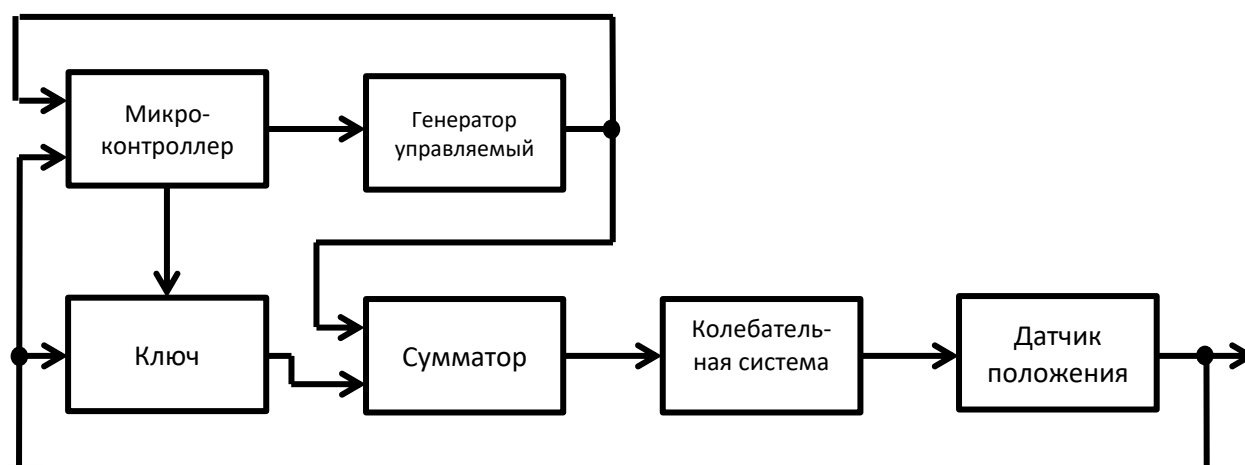 Микро-
контроллер
Генератор
управляемый
Ключ
Сумматор
Колебатель-
ная система
Датчик
положения